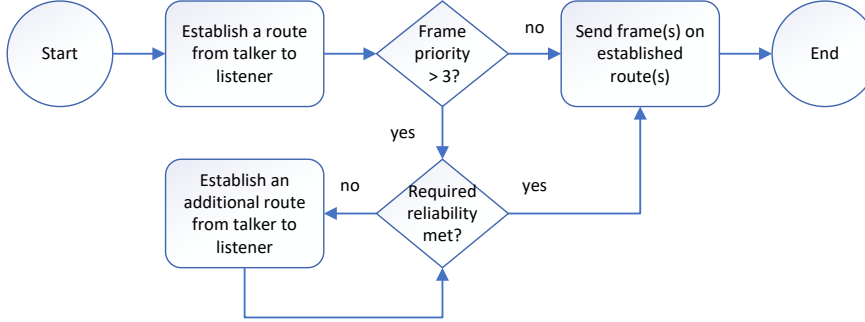 Start
Establish a route
from talker to
listener
Frame
priority
> 3?
no
Send frame(s) on
established
route(s)
End
yes
Establish an
additional route
from talker to
listener
no
Required
reliability
met?
yes